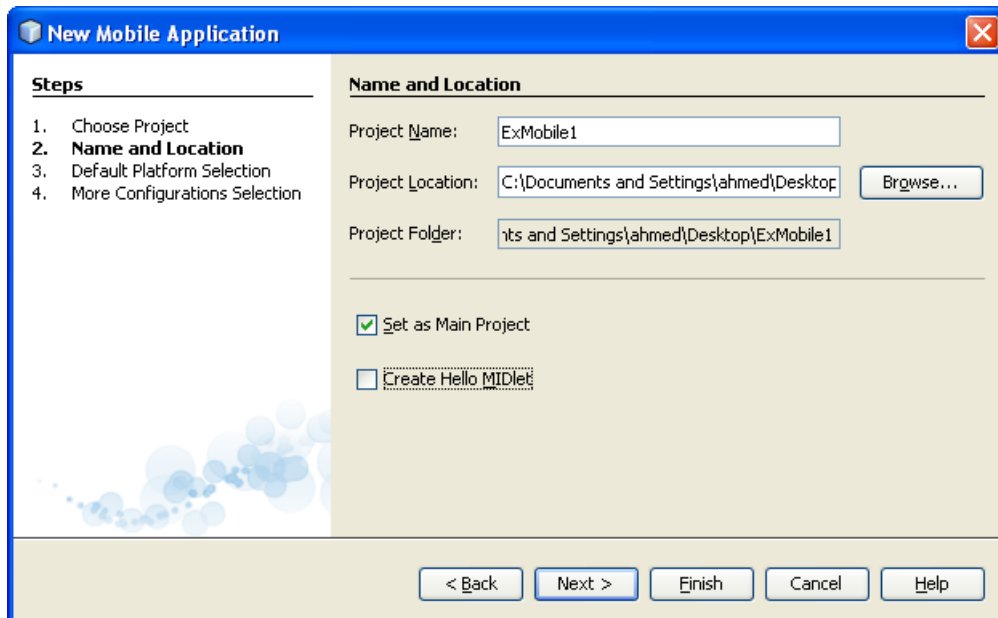 New Mobile Application
Steps
1. Choose Project
2. Name and Location
3. Default Platform Selection
4. More Configurations Selection
Name and Location
Project Name: ExMobile1
Project Location: C:\Documents and Settings\ahmed\Desktop Browse...
Project Folder: nts and Settings\ahmed\Desktop\ExMobile1
Set as Main Project
Create Hello MIDlet
< Back Next > Finish Cancel Help